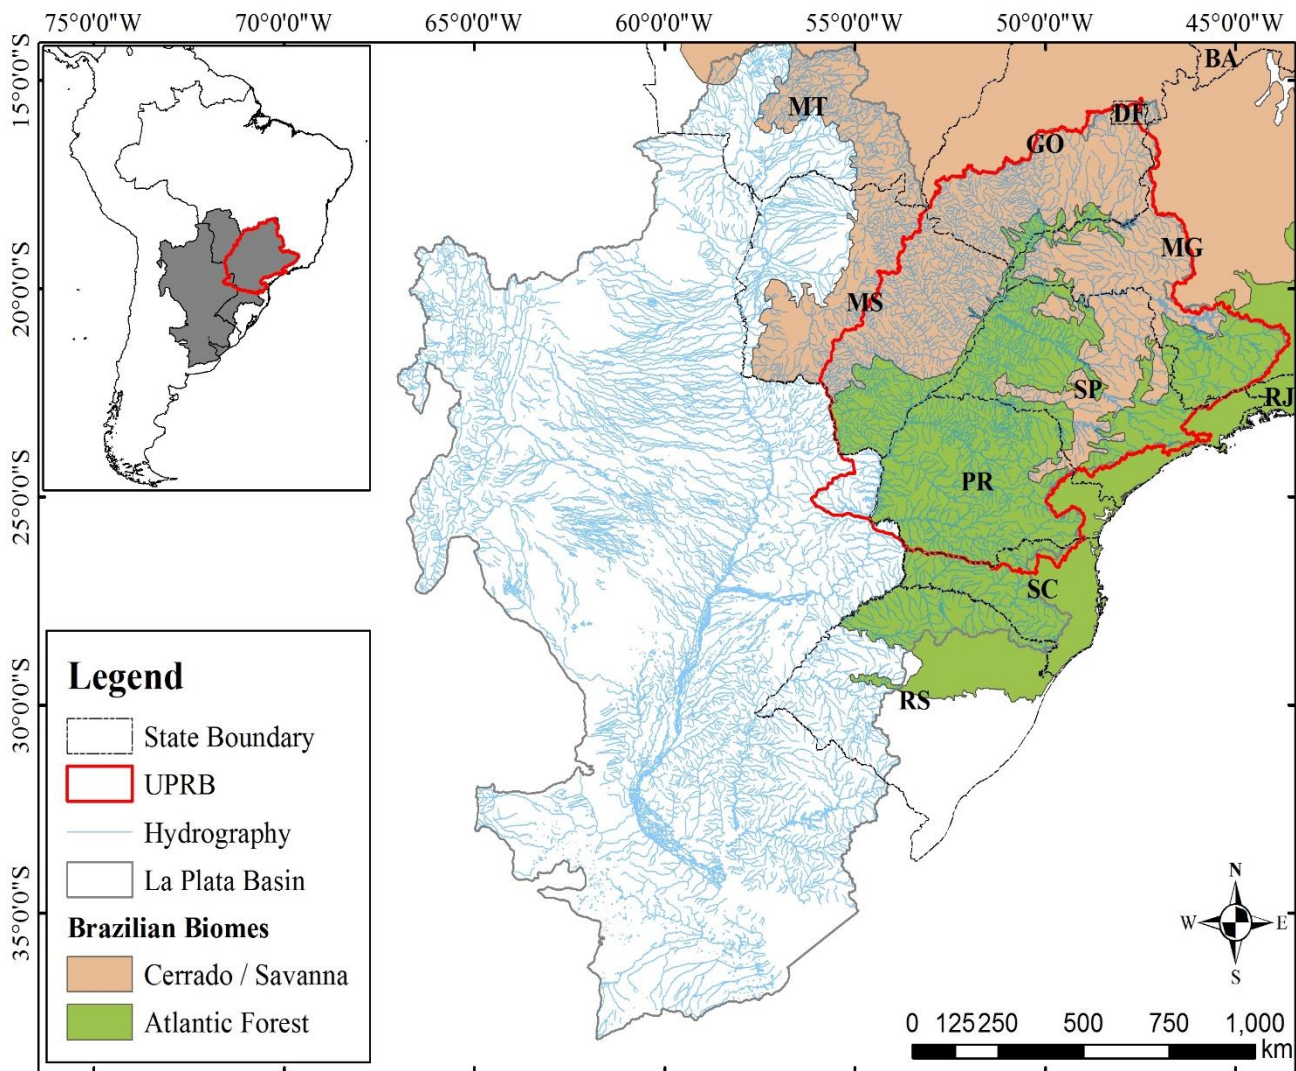 75°0'0"W 70°0'0"W 65°0'0"W 60°0'0"W 55°0'0"W 50°0'0"W 45°0'0"W
15°0'0"S
20°0'0"S
25°0'0"S
30°0'0"S
35°0'0"S
BA
MT
DF
GO
MG
MS
SP
RJ
PR
SC
RS
Legend
State Boundary
UPRB
Hydrography
La Plata Basin
Brazilian Biomes
Cerrado / Savanna
Atlantic Forest
N
W E
S
0 125 250 500 750 1,000
km